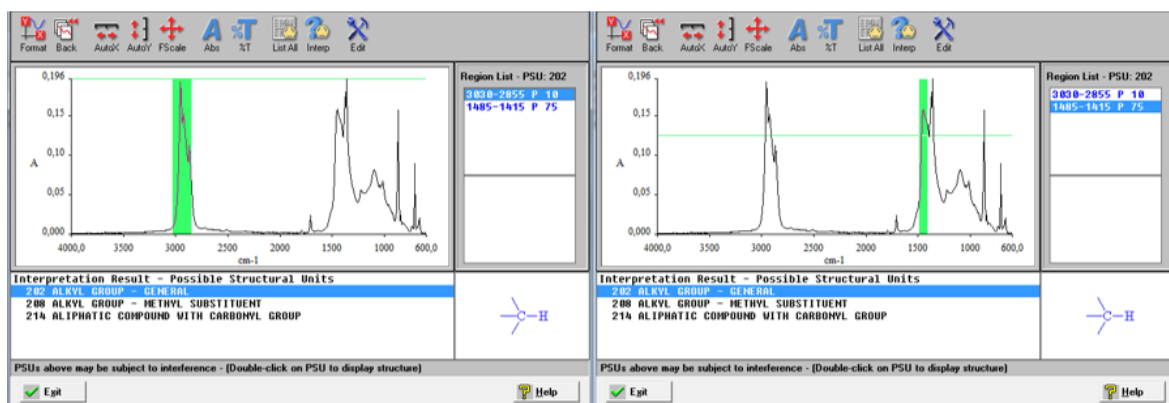 Format Back AutoX AutoY FScale Abs %T List All Interp Edit
0,196
0,15
0,10
A
0,05
0,000
4000,0 3500 3000 2500 2000 1500 1000 600,0
cm-1
Region List - PSU: 202
3030-2855 P 10
1485-1415 P 75
Interpretation Result - Possible Structural Units
202 ALKYL GROUP - GENERAL
208 ALKYL GROUP - METHYL SUBSTITUENT
214 ALIPHATIC COMPOUND WITH CARBONYL GROUP
C-H
PSUs above may be subject to interference - (Double-click on PSU to display structure)
Exit Help
Format Back AutoX AutoY FScale Abs %T List All Interp Edit
0,196
0,15
0,10
A
0,05
0,000
4000,0 3500 3000 2500 2000 1500 1000 600,0
cm-1
Region List - PSU: 202
3030-2855 P 10
1485-1415 P 75
Interpretation Result - Possible Structural Units
202 ALKYL GROUP - GENERAL
208 ALKYL GROUP - METHYL SUBSTITUENT
214 ALIPHATIC COMPOUND WITH CARBONYL GROUP
C-H
PSUs above may be subject to interference - (Double-click on PSU to display structure)
Exit Help